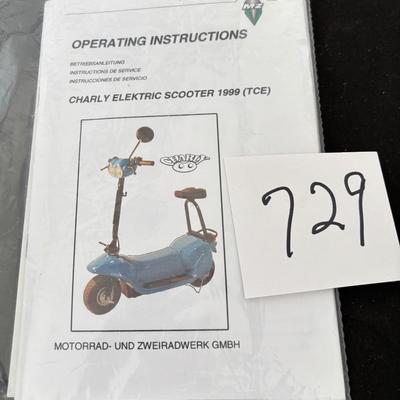 MZ
OPERATING INSTRUCTIONS
BETRIEBSANLEITUNG
INSTRUCTIONS DE SERVICE
INSTRUCCIONES DE SERVICIO
CHARLY ELEKTRIC SCOOTER 1999 (TCE)
CHARLY
729
MOTORRAD- UND ZWEIRADWERK GMBH